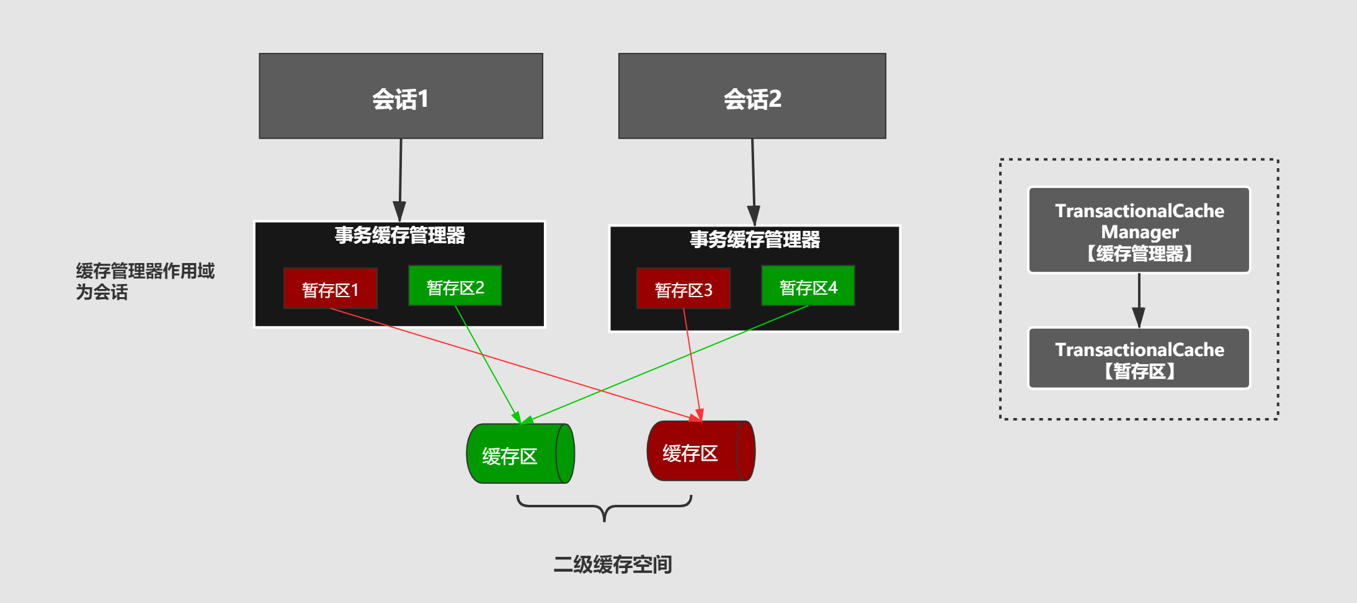 会话1
会话2
事务缓存管理器
暂存区1
暂存区2
事务缓存管理器
暂存区3
暂存区4
缓存管理器作用域
为会话
缓存区
缓存区
二级缓存空间
TransactionalCache
Manager
【缓存管理器】
TransactionalCache
【暂存区】